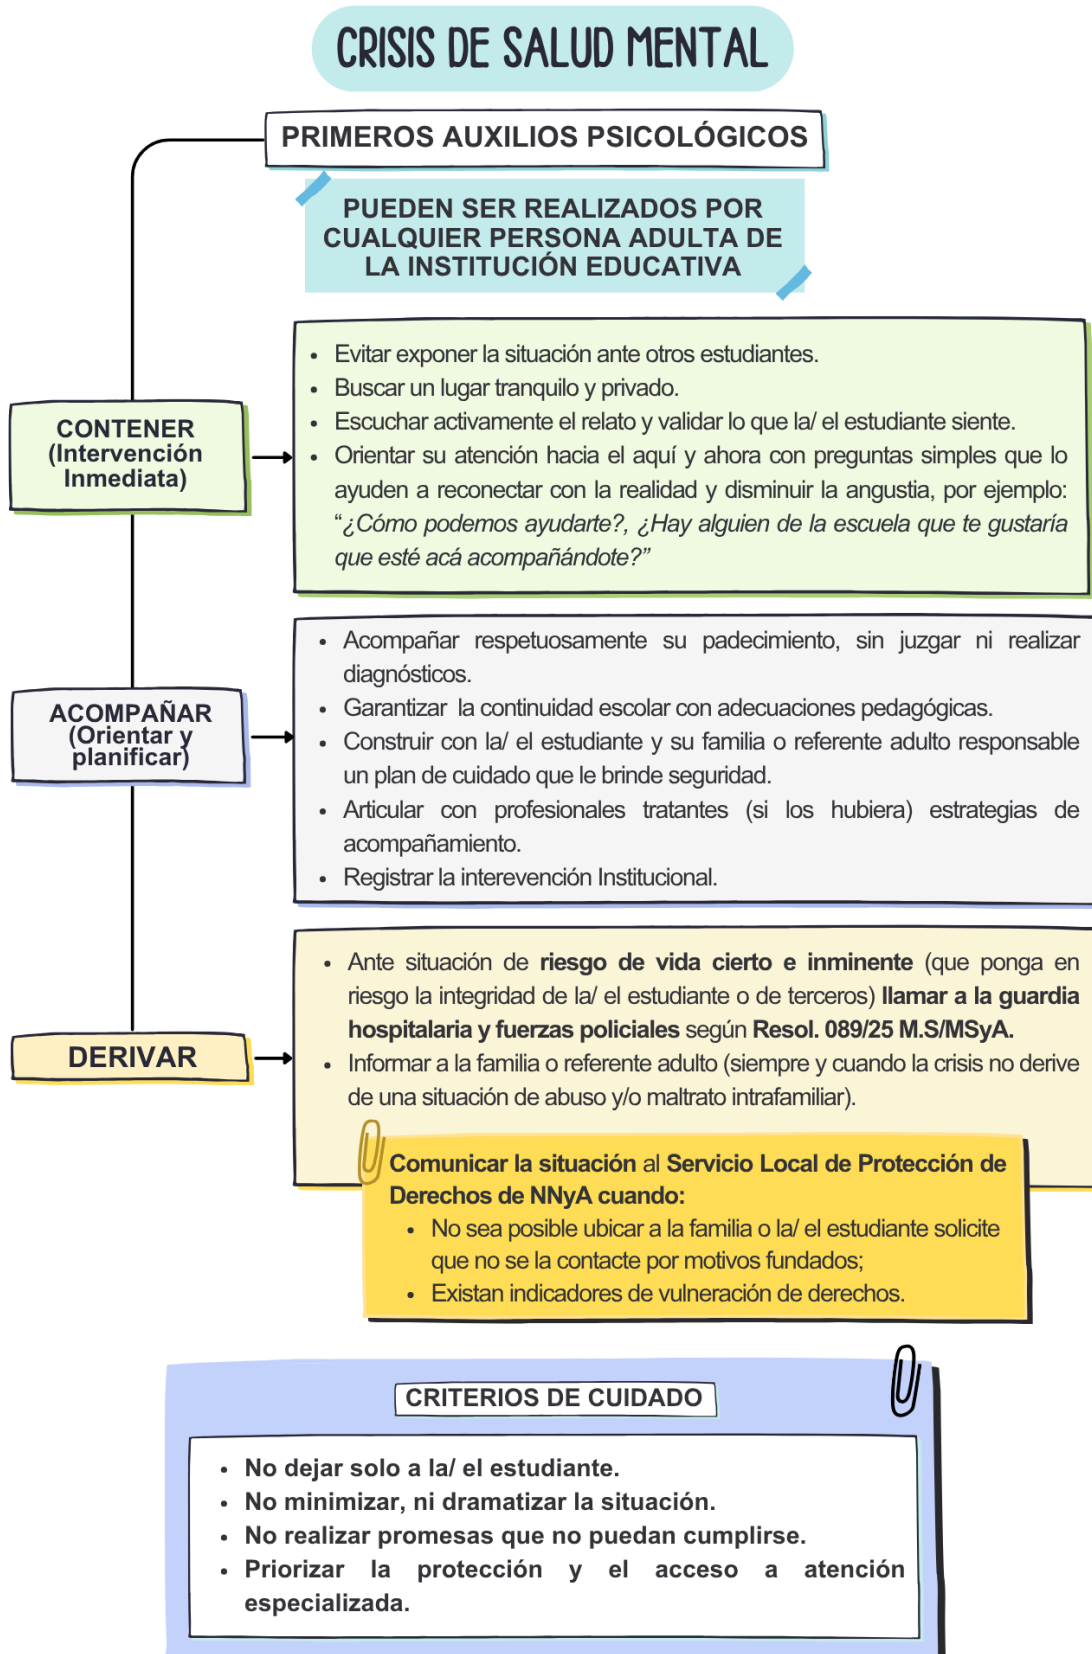 CRISIS DE SALUD MENTAL
PRIMEROS AUXILIOS PSICOLÓGICOS
PUEDEN SER REALIZADOS POR
CUALQUIER PERSONA ADULTA DE
LA INSTITUCIÓN EDUCATIVA
CONTENER
(Intervención
Inmediata)
• Evitar exponer la situación ante otros estudiantes.
• Buscar un lugar tranquilo y privado.
• Escuchar activamente el relato y validar lo que la/ el estudiante siente.
• Orientar su atención hacia el aquí y ahora con preguntas simples que lo
ayuden a reconectar con la realidad y disminuir la angustia, por ejemplo:
“¿Cómo podemos ayudarte?, ¿Hay alguien de la escuela que te gustaría
que esté acá acompañándote?”
ACOMPAÑAR
(Orientar y
planificar)
• Acompañar respetuosamente su padecimiento, sin juzgar ni realizar
diagnósticos.
• Garantizar la continuidad escolar con adecuaciones pedagógicas.
• Construir con la/ el estudiante y su familia o referente adulto responsable
un plan de cuidado que le brinde seguridad.
• Articular con profesionales tratantes (si los hubiera) estrategias de
acompañamiento.
• Registrar la interevención Institucional.
DERIVAR
• Ante situación de riesgo de vida cierto e inminente (que ponga en
riesgo la integridad de la/ el estudiante o de terceros) llamar a la guardia
hospitalaria y fuerzas policiales según Resol. 089/25 M.S/MSyA.
• Informar a la familia o referente adulto (siempre y cuando la crisis no derive
de una situación de abuso y/o maltrato intrafamiliar).
Comunicar la situación al Servicio Local de Protección de
Derechos de NNyA cuando:
• No sea posible ubicar a la familia o la/ el estudiante solicite
que no se la contacte por motivos fundados;
• Existan indicadores de vulneración de derechos.
CRITERIOS DE CUIDADO
• No dejar solo a la/ el estudiante.
• No minimizar, ni dramatizar la situación.
• No realizar promesas que no puedan cumplirse.
• Priorizar la protección y el acceso a atención
especializada.